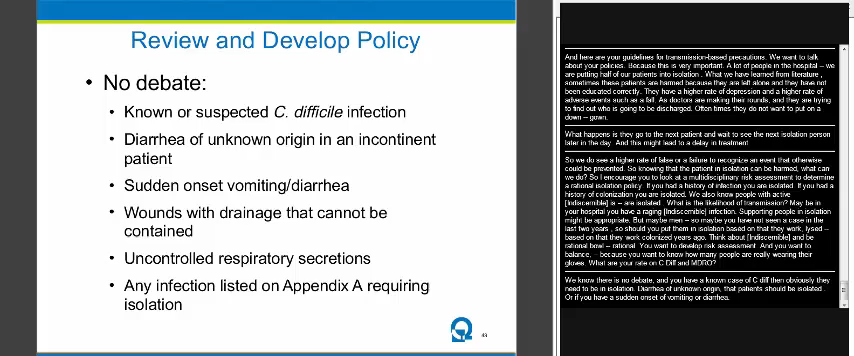 Review and Develop Policy
• No debate:
• Known or suspected C. difficile infection
• Diarrhea of unknown origin in an incontinent
patient
• Sudden onset vomiting/diarrhea
• Wounds with drainage that cannot be
contained
• Uncontrolled respiratory secretions
• Any infection listed on Appendix A requiring
isolation
43
And here are your guidelines for transmission-based precautions. We want to talk
about your policies. Because this is very important. A lot of people in the hospital – we
are putting half of our patients into isolation . What we have learned from literature ,
sometimes these patients are harmed because they are left alone and they have not
been educated correctly. They have a higher rate of depression and a higher rate of
adverse events such as a fall. As doctors are making their rounds, and they are trying
to find out who is going to be discharged. Often times they do not want to put on a
down – gown.
What happens is they go to the next patient and wait to see the next isolation person
later in the day. And this might lead to a delay in treatment.
So we do see a higher rate of false or a failure to recognize an event that otherwise
could be prevented. So knowing that the patient in isolation can be harmed, what can
we do? So I encourage you to look at a multidisciplinary risk assessment to determine
a rational isolation policy. If you had a history of infection you are isolated. If you had a
history of colonization you are isolated. We also know people with active
[Indiscernible] is – are isolated . What is the likelihood of transmission? May be in
your hospital you have a raging [Indiscernible] infection. Supporting people in isolation
might be appropriate. But maybe men – so maybe you have not seen a case in the
last two years , so should you put them in isolation based on that they work, lysed –
based on that they work colonized years ago. Think about [Indiscernible] and be
rational bowl – rational. You want to develop risk assessment. And you want to
balance, – because you want to know how many people are really wearing their
gloves. What are your rate on C Diff and MDRO?
We know there is no debate, and you have a known case of C diff then obviously they
need to be in isolation. Diarrhea of unknown origin, that patients should be isolated .
Or if you have a sudden onset of vomiting or diarrhea.